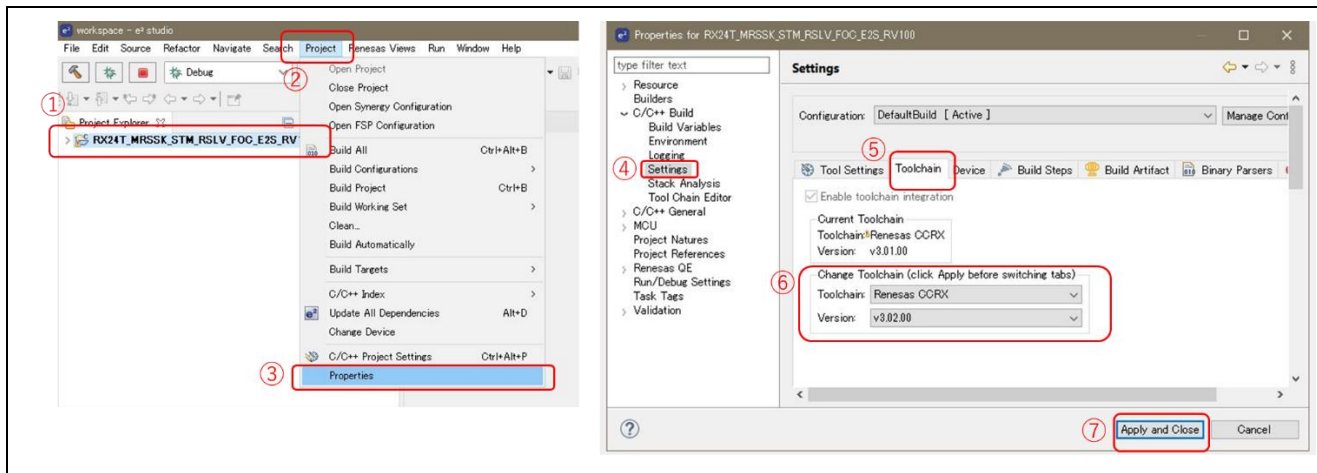 workspace - e² studio
File Edit Source Refactor Navigate Search Project Renesas Views Run Window Help
② Open Project
Debug
Close Project
①
Open Synergy Configuration
Project Explorer
Open FSP Configuration
RX24T_MRSSK_STM_RSLV_FOC_E2S_RV
Build All Ctrl+Alt+B
Build Configurations >
Build Project Ctrl+B
Build Working Set >
Clean...
Build Automatically
Build Targets >
C/C++ Index >
Update All Dependencies Alt+D
Change Device
C/C++ Project Settings Ctrl+Alt+P
③ Properties
Properties for RX24T_MRSSK_STM_RSLV_FOC_E2S_RV100
type filter text
Resource
Builders
C/C++ Build
Build Variables
Environment
Logging
④ Settings
Stack Analysis
Tool Chain Editor
C/C++ General
MCU
Project Natures
Project References
Renesas QE
Run/Debug Settings
Task Tags
Validation
Settings
Configuration: DefaultBuild [ Active ] Manage Conf
⑤
Tool Settings Toolchain Device Build Steps Build Artifact Binary Parsers
Enable toolchain integration
Current Toolchain
Toolchain: Renesas CCRX
Version: v3.01.00
⑥ Change Toolchain (click Apply before switching tabs)
Toolchain: Renesas CCRX
Version: v3.02.00
? ⑦ Apply and Close Cancel